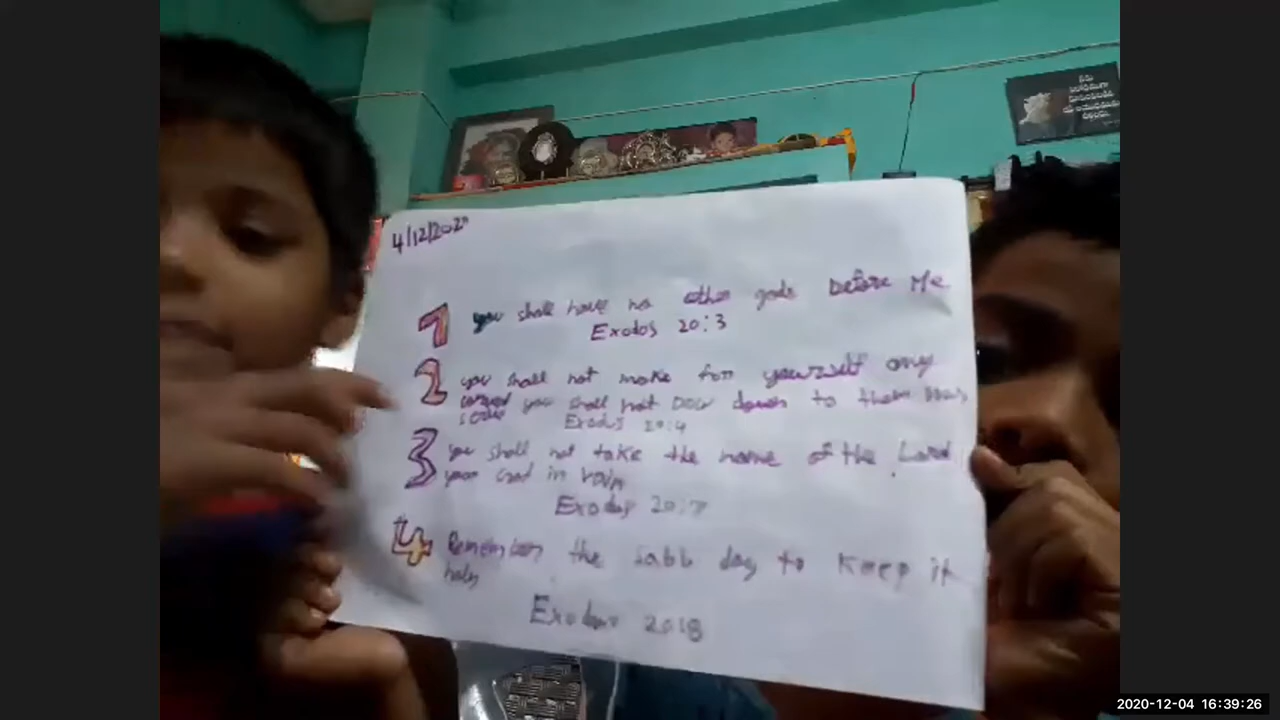 4/12/2020
1 you shall have no other gods before Me
Exodos 20:3
2 you shall not make for yourself any
you shall not bow down to them
Exodus 20:4
3 you shall not take the name of the Lord
your God in vain
Exodus 20:7
4 Remember the sabb day to keep it
holy
Exodus 20:8
2020-12-04 16:39:26